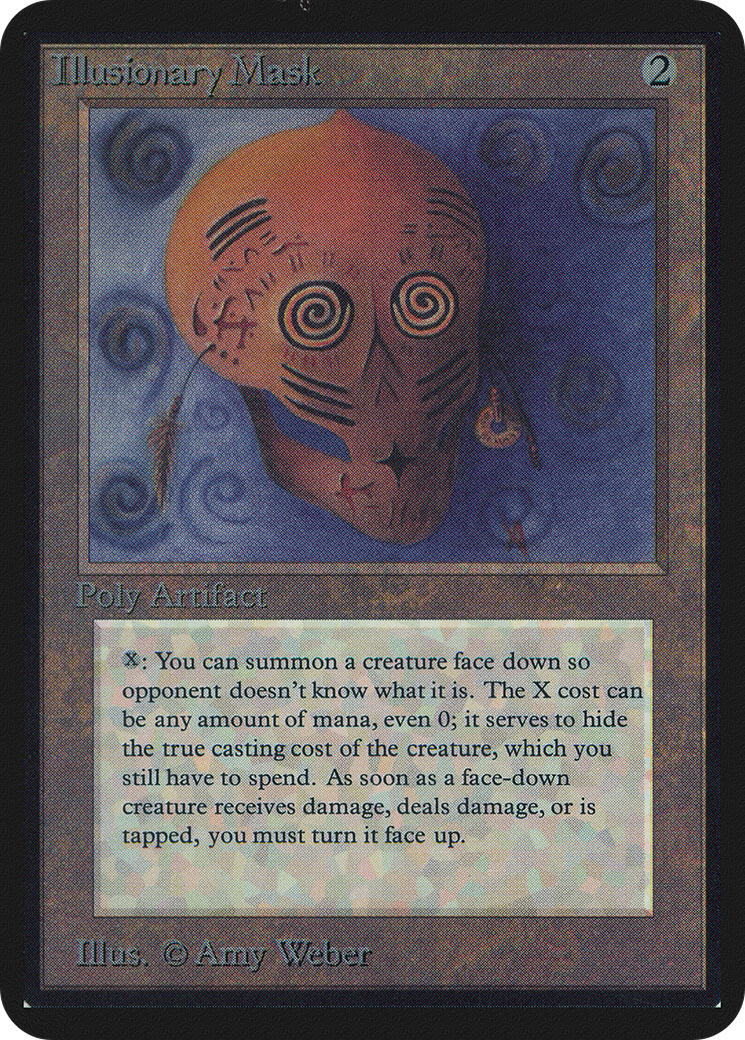 Illusionary Mask 2
Poly Artifact
X: You can summon a creature face down so
opponent doesn't know what it is. The X cost can
be any amount of mana, even 0; it serves to hide
the true casting cost of the creature, which you
still have to spend. As soon as a face-down
creature receives damage, deals damage, or is
tapped, you must turn it face up.
Illus. © Amy Weber